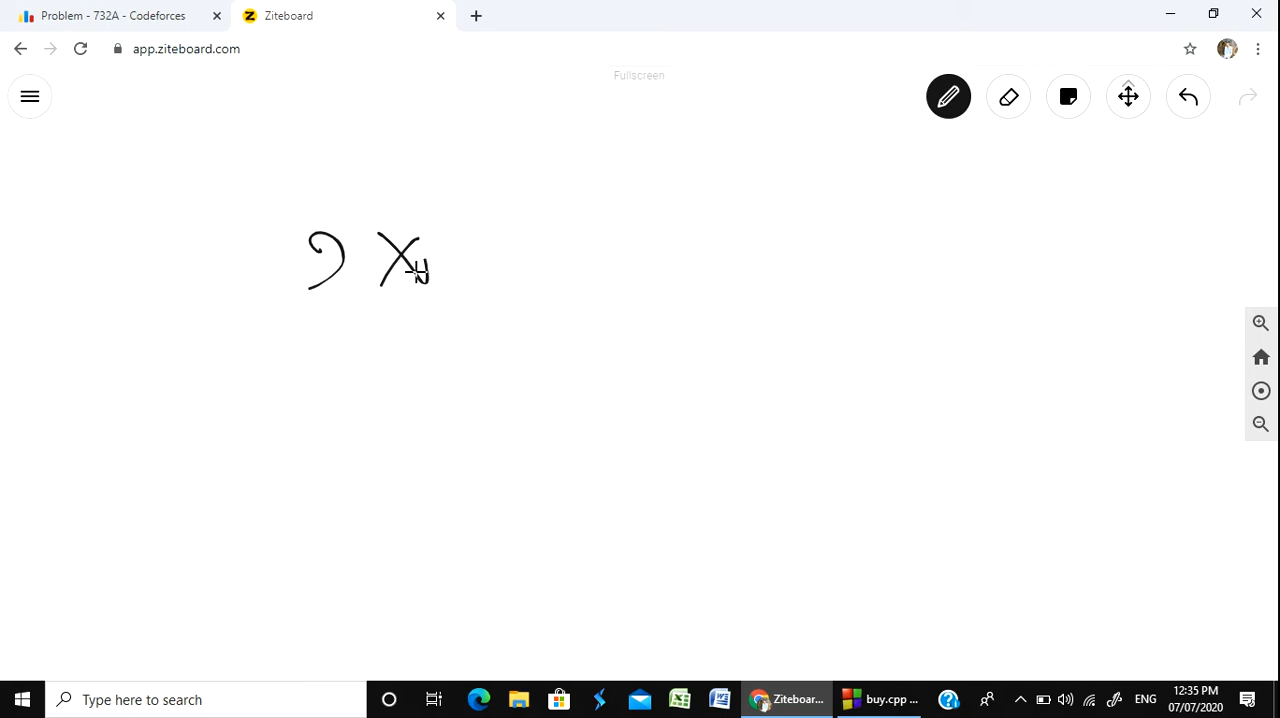 Problem - 732A - Codeforces
Ziteboard
app.ziteboard.com
Fullscreen
9 X
Type here to search
Ziteboar...
buy.cpp ...
ENG
12:35 PM
07/07/2020